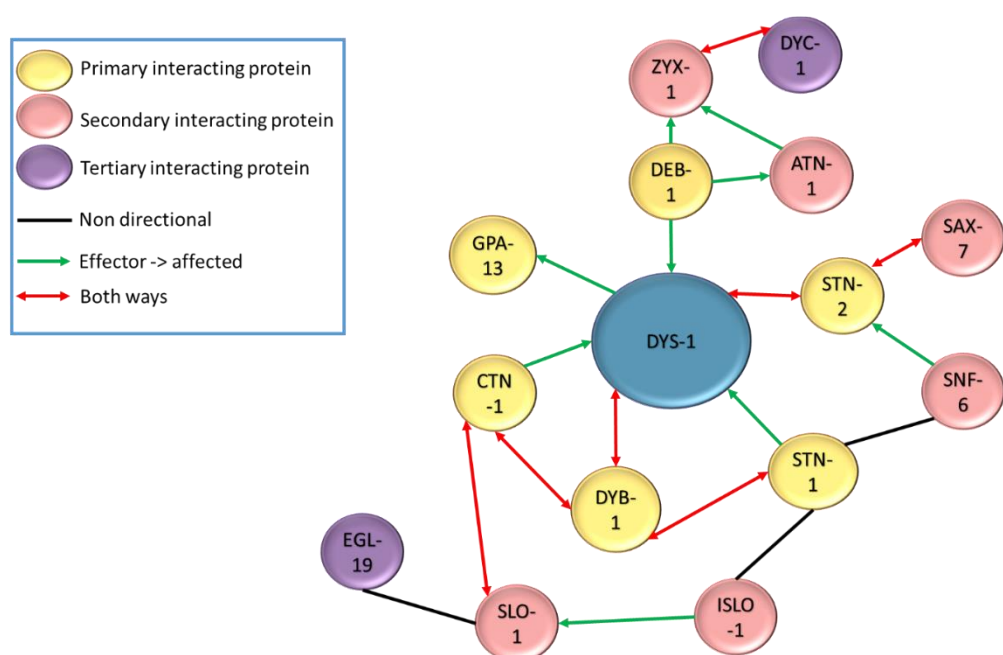 Primary interacting protein
Secondary interacting protein
Tertiary interacting protein
Non directional
Effector -> affected
Both ways
DYC-
1
ZYX-
1
DEB-
1
ATN-
1
GPA-
13
SAX-
7
STN-
2
DYS-1
CTN
-1
SNF-
6
STN-
1
DYB-
1
EGL-
19
SLO-
1
ISLO
-1